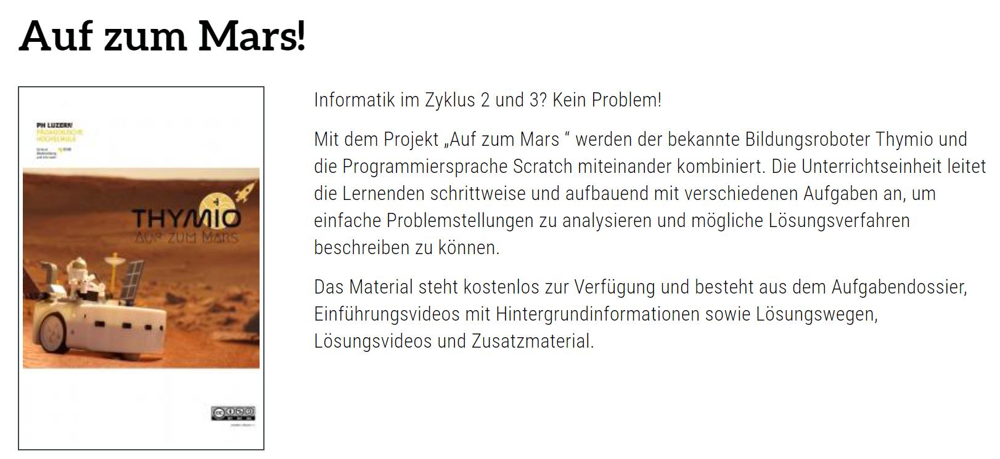 Auf zum Mars!
PH LUZERN
PÄDAGOGISCHE
HOCHSCHULE
THYMIO
AUF ZUM MARS
Informatik im Zyklus 2 und 3? Kein Problem!
Mit dem Projekt „Auf zum Mars “ werden der bekannte Bildungsroboter Thymio und
die Programmiersprache Scratch miteinander kombiniert. Die Unterrichtseinheit leitet
die Lernenden schrittweise und aufbauend mit verschiedenen Aufgaben an, um
einfache Problemstellungen zu analysieren und mögliche Lösungsverfahren
beschreiben zu können.
Das Material steht kostenlos zur Verfügung und besteht aus dem Aufgabendossier,
Einführungsvideos mit Hintergrundinformationen sowie Lösungswegen,
Lösungsvideos und Zusatzmaterial.